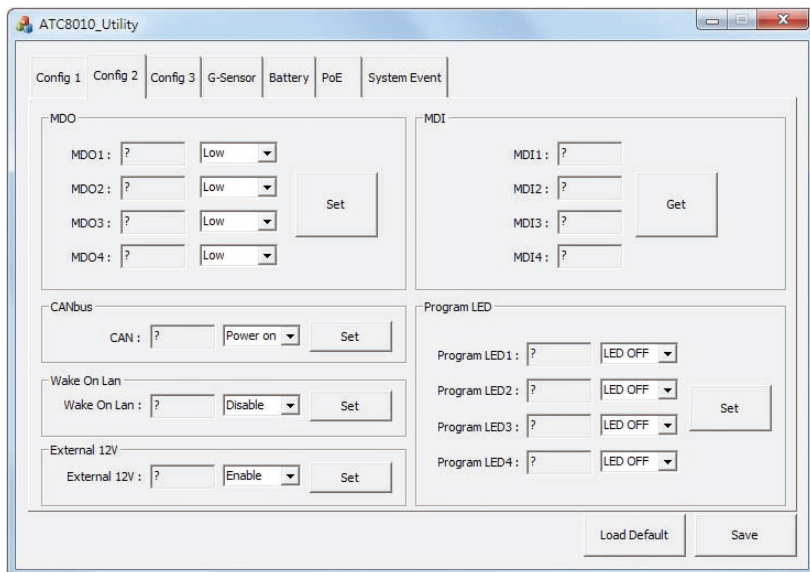 ATC8010_Utility
Config 1 Config 2 Config 3 G-Sensor Battery PoE System Event
MDO
MDO1 : ? Low
MDO2 : ? Low
MDO3 : ? Low
MDO4 : ? Low
Set
MDI
MDI1 : ?
MDI2 : ?
MDI3 : ?
MDI4 : ?
Get
CANbus
CAN : ? Power on Set
Wake On Lan
Wake On Lan : ? Disable Set
External 12V
External 12V : ? Enable Set
Program LED
Program LED1 : ? LED OFF
Program LED2 : ? LED OFF
Program LED3 : ? LED OFF
Program LED4 : ? LED OFF
Set
Load Default Save